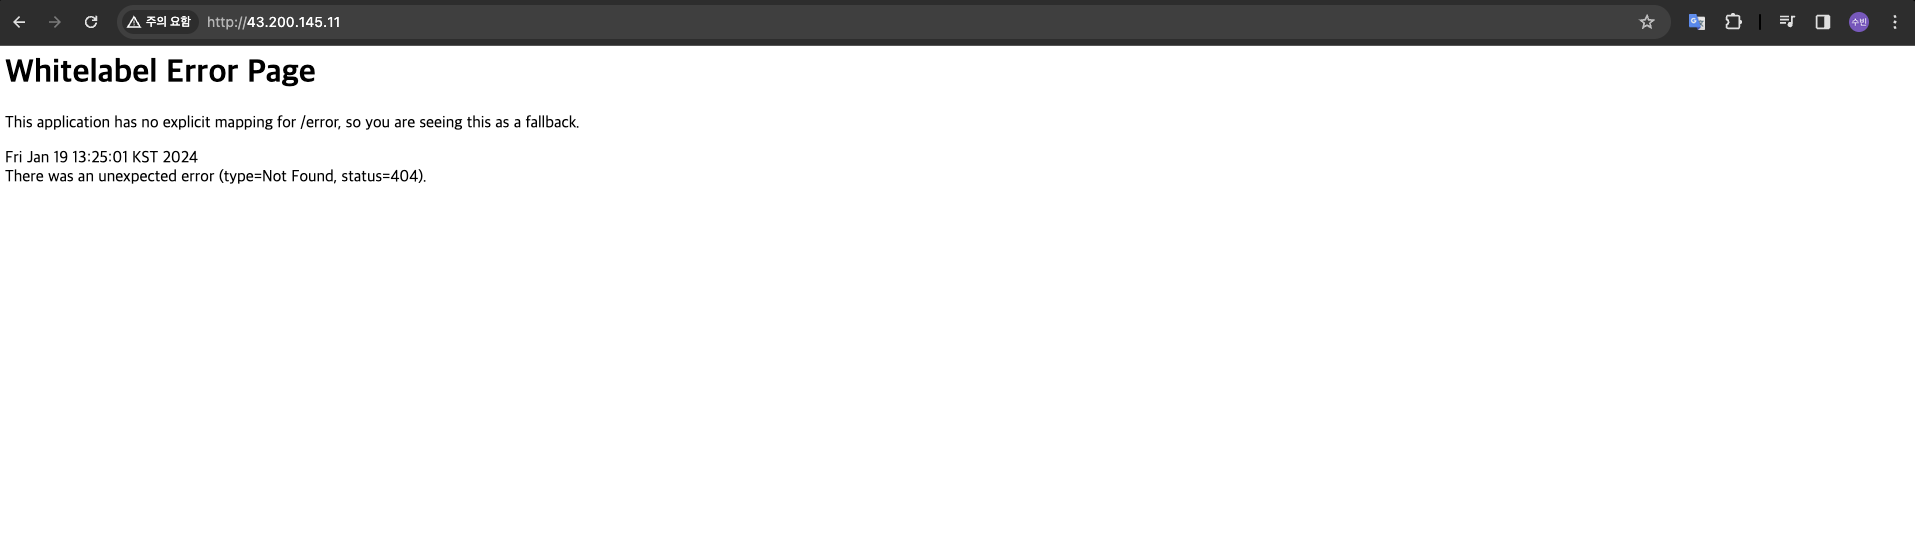 주의 요함 http://43.200.145.11 수빈
Whitelabel Error Page
This application has no explicit mapping for /error, so you are seeing this as a fallback.
Fri Jan 19 13:25:01 KST 2024
There was an unexpected error (type=Not Found, status=404).